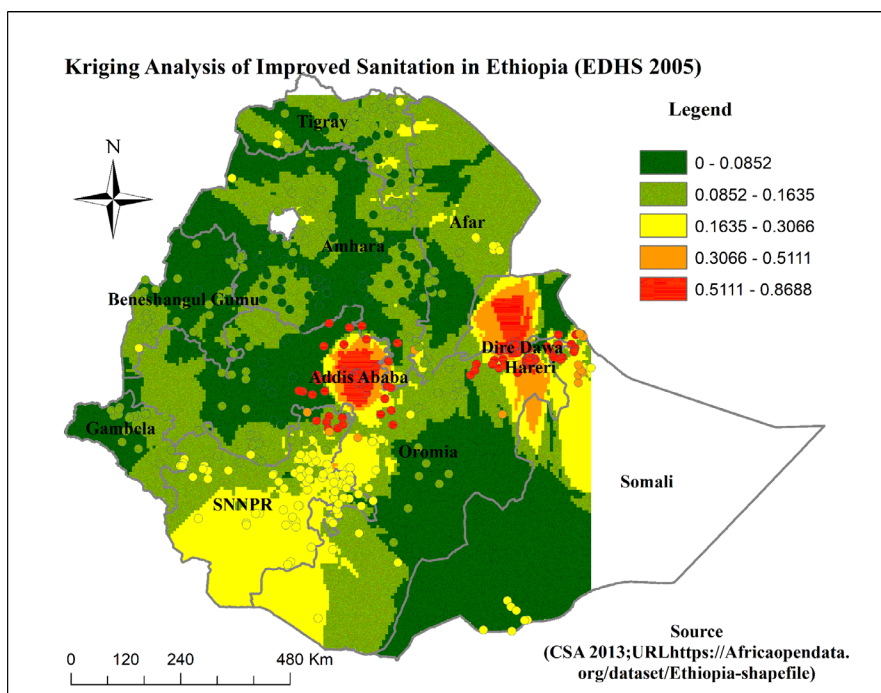 Kriging Analysis of Improved Sanitation in Ethiopia (EDHS 2005)
Legend
N
0 - 0.0852
0.0852 - 0.1635
0.1635 - 0.3066
0.3066 - 0.5111
0.5111 - 0.8688
Tigray
Afar
Amhara
Beneshangul Gumu
Dire Dawa
Hareri
Addis Ababa
Gambela
Oromia
Somali
SNNPR
Source
(CSA 2013;URLhttps://Africaopendata.
org/dataset/Ethiopia-shapefile)
0 120 240 480 Km